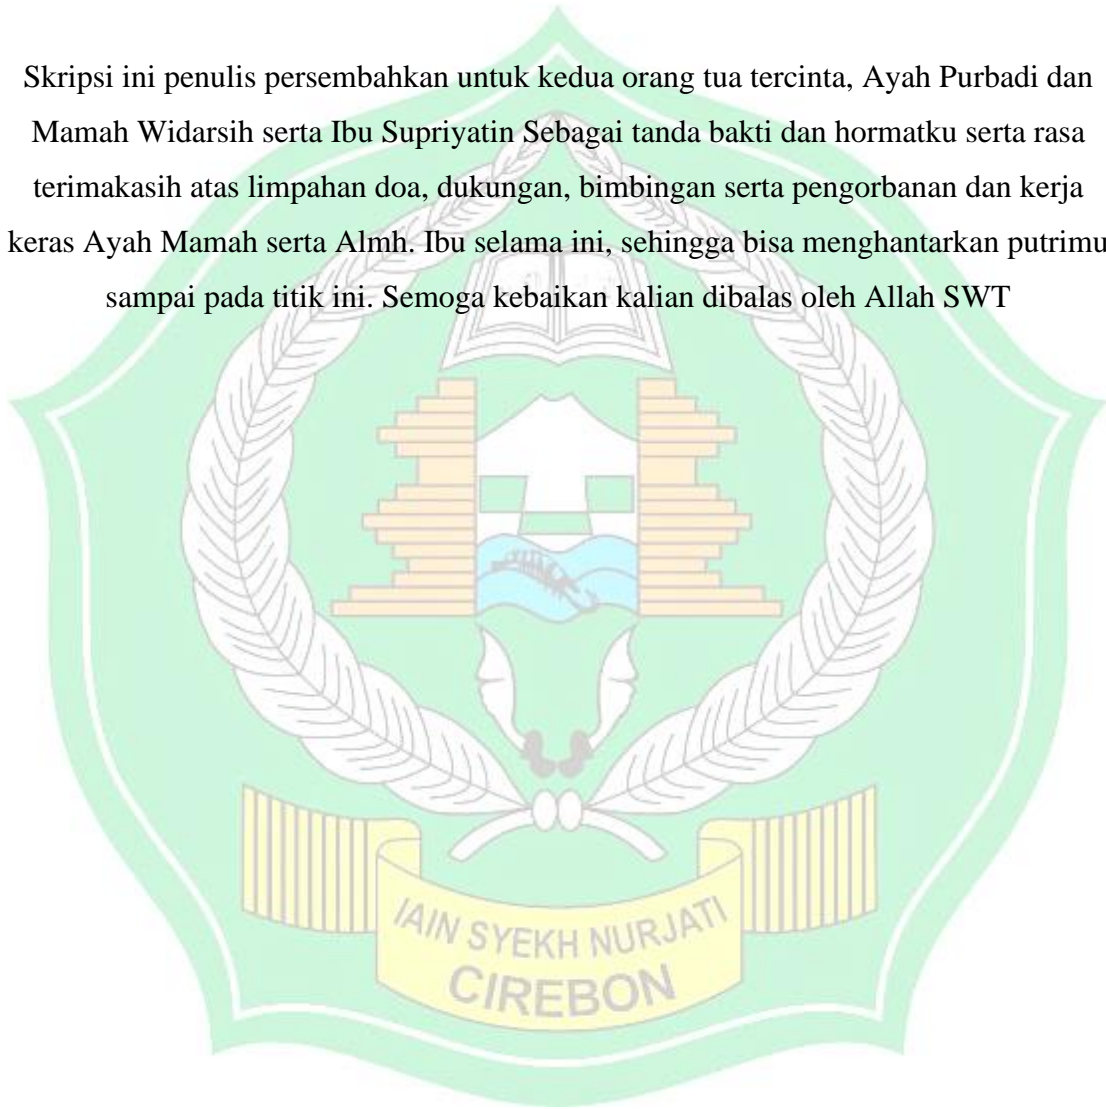 Skripsi ini penulis persembahkan untuk kedua orang tua tercinta, Ayah Purbadi dan
Mamah Widarsih serta Ibu Supriyatin Sebagai tanda bakti dan hormatku serta rasa
terimakasih atas limpahan doa, dukungan, bimbingan serta pengorbanan dan kerja
keras Ayah Mamah serta Almh. Ibu selama ini, sehingga bisa menghantarkan putrimu
sampai pada titik ini. Semoga kebaikan kalian dibalas oleh Allah SWT
IAIN SYEKH NURJATI
CIREBON